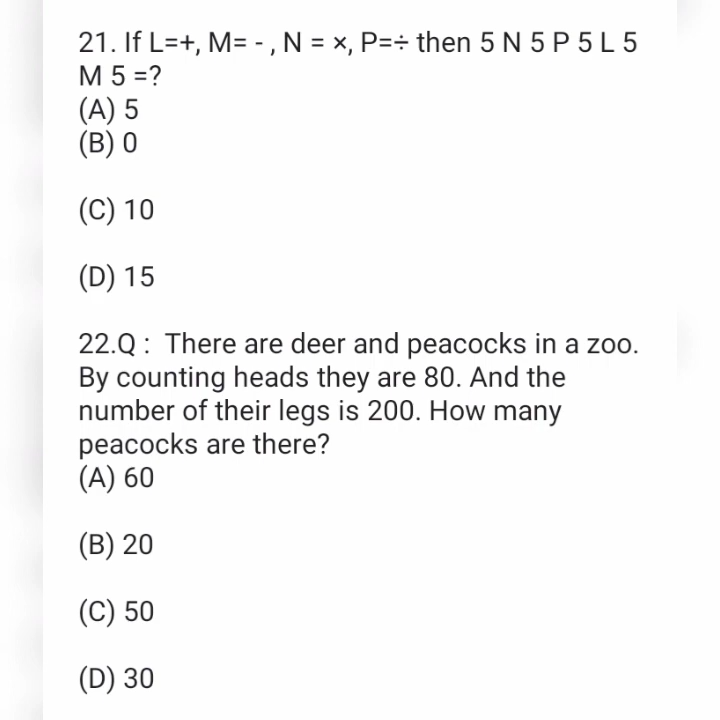 21. If L=+, M= - , N = ×, P=÷ then 5 N 5 P 5 L 5
M 5 =?
(A) 5
(B) 0
(C) 10
(D) 15
22.Q :  There are deer and peacocks in a zoo.
By counting heads they are 80. And the
number of their legs is 200. How many
peacocks are there?
(A) 60
(B) 20
(C) 50
(D) 30